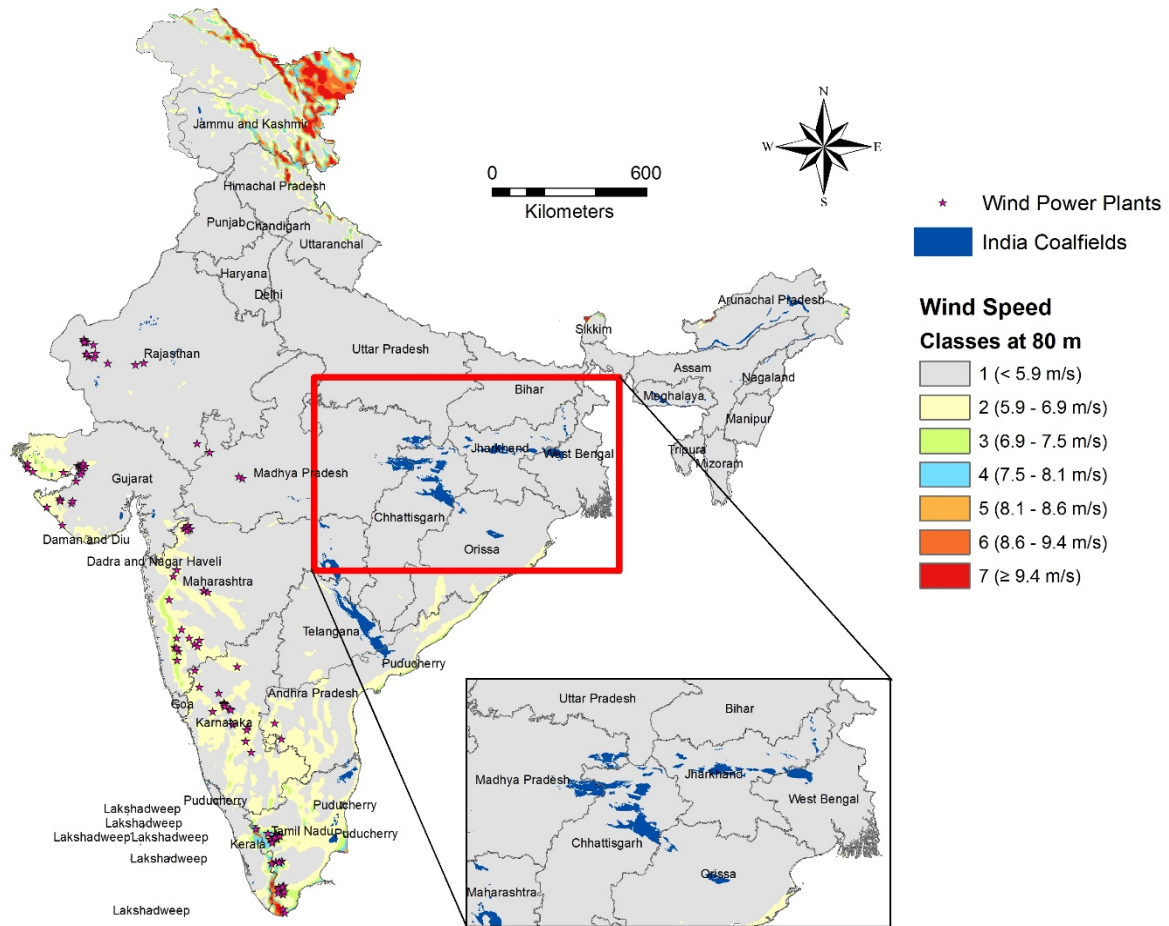 Jammu and Kashmir
N
W
E
S
Himachal Pradesh
0
600
Kilometers
Punjab
Chandigarh
Uttaranchal
Wind Power Plants
India Coalfields
Haryana
Delhi
Arunachal Pradesh
Wind Speed
Classes at 80 m
Sikkim
Rajasthan
Uttar Pradesh
Assam
Nagaland
1 (< 5.9 m/s)
Bihar
Meghalaya
2 (5.9 - 6.9 m/s)
Manipur
3 (6.9 - 7.5 m/s)
Jharkhand
West Bengal
Tripura
Mizoram
4 (7.5 - 8.1 m/s)
Madhya Pradesh
Gujarat
5 (8.1 - 8.6 m/s)
Chhattisgarh
6 (8.6 - 9.4 m/s)
Daman and Diu
Orissa
7 (≥ 9.4 m/s)
Dadra and Nagar Haveli
Maharashtra
Telangana
Puducherry
Andhra Pradesh
Goa
Karnataka
Uttar Pradesh
Bihar
Madhya Pradesh
Jharkhand
West Bengal
Chhattisgarh
Maharashtra
Orissa
Puducherry
Puducherry
Lakshadweep
Lakshadweep
Lakshadweep Lakshadweep
Tamil Nadu
Puducherry
Kerala
Lakshadweep
Lakshadweep